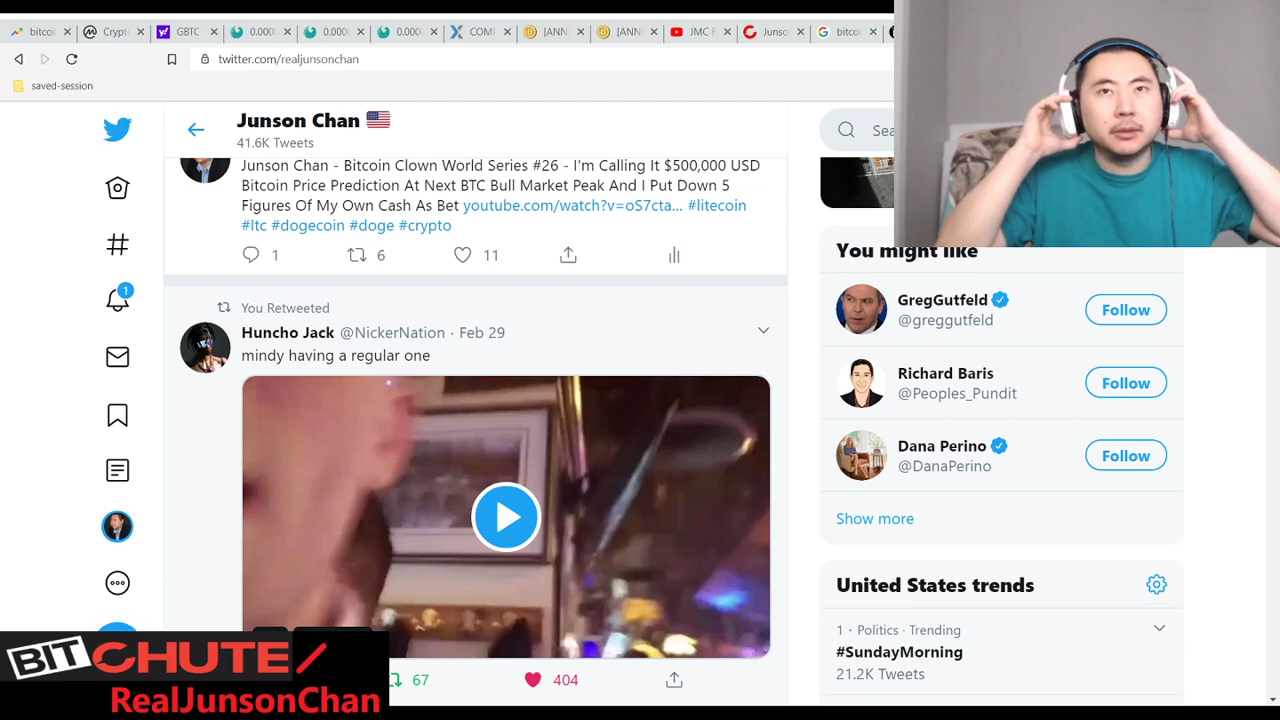 bitcoi
Crypt
GBTC
0.000
0.000
0.000
COMF
[ANN
[ANN
JMC F
Junso
bitco
twitter.com/realjunsonchan
saved-session
Junson Chan
41.6K Tweets
Sea
Junson Chan - Bitcoin Clown World Series #26 - I'm Calling It $500,000 USD
Bitcoin Price Prediction At Next BTC Bull Market Peak And I Put Down 5
Figures Of My Own Cash As Bet youtube.com/watch?v=oS7cta... #litecoin
#ltc #dogecoin #doge #crypto
1
6
11
You Retweeted
Huncho Jack @NickerNation · Feb 29
mindy having a regular one
67
404
You might like
GregGutfeld
@greggutfeld
Follow
Richard Baris
@Peoples_Pundit
Follow
Dana Perino
@DanaPerino
Follow
Show more
United States trends
1 · Politics · Trending
#SundayMorning
21.2K Tweets
1
BITCHUTE
RealJunsonChan